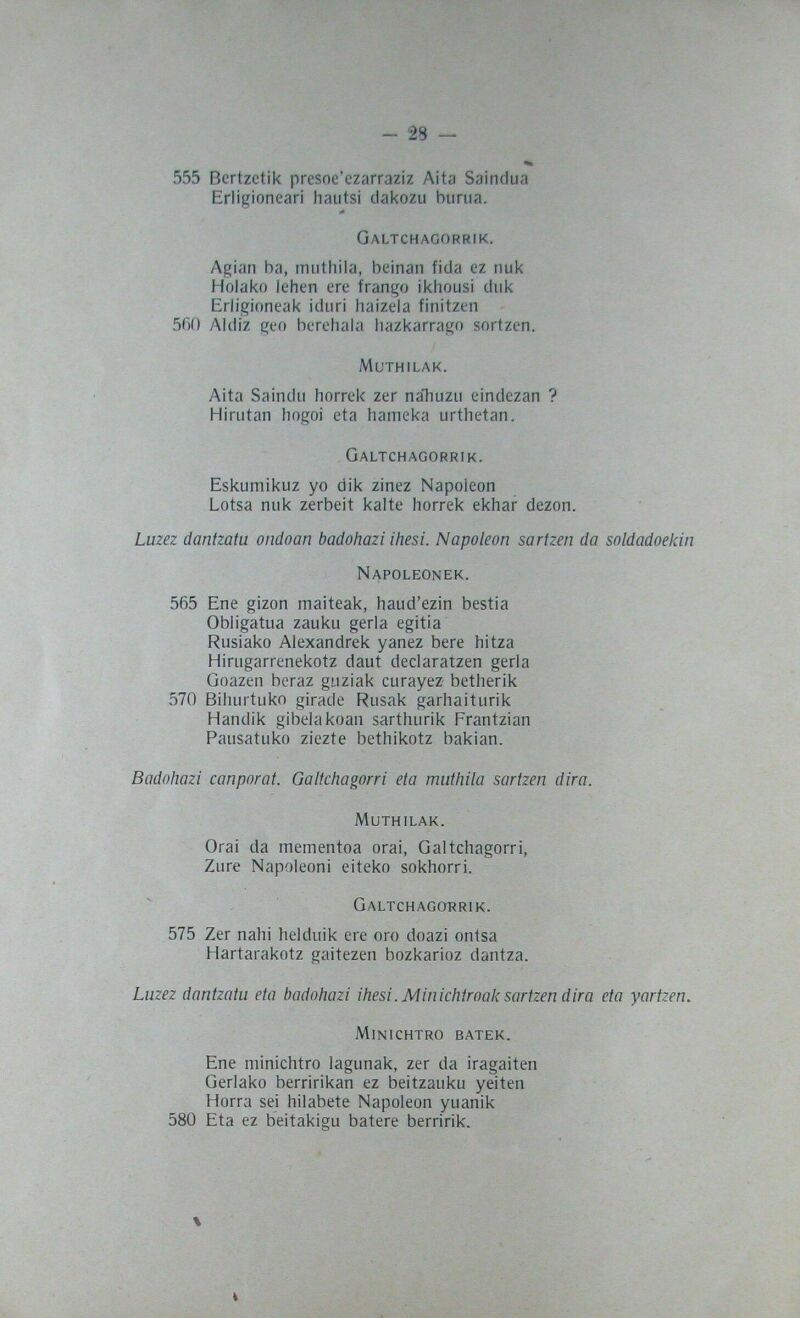 — 28 —
555 Bertzetik presoe'ezarraziz Aita Saindua
Erligioneari hautsi dakozu burua.
GALTCHAGORRIK.
Agian ba, muthila, beinan fida ez nuk
Holako lehen ere frango ikhousi duk
Erligioneak iduri haizela finitzen
560 Aldiz geo berehala hazkarrago sortzen.
MUTHILAK.
Aita Saindu horrek zer nahuzu eindezan ?
Hirutan hogoi eta hameka urthetan.
GALTCHAGORRIK.
Eskumikuz yo dik zinez Napoleon
Lotsa nuk zerbeit kalte horrek ekhar dezon.
Luzez dantzatu ondoan badohazi ihesi. Napoleon sartzen da soldadoekin
NAPOLEONEK.
565 Ene gizon maiteak, haud'ezin bestia
Obligatua zauku gerla egitia
Rusiako Alexandrek yanez bere hitza
Hirugarrenekotz daut declaratzen gerla
Goazen beraz guziak curayez betherik
570 Bihurtuko girade Rusak garhaiturik
Handik gibelakoan sarthurik Frantzian
Pausatuko ziezte bethikotz bakian.
Badohazi canporat. Galtchagorri eta muthila sartzen dira.
MUTHILAK.
Orai da mementoa orai, Galtchagorri,
Zure Napoleoni eiteko sokhorri.
GALTCHAGORRIK.
575 Zer nahi helduik ere oro doazi ontsa
Hartarakotz gaitezen bozkarioz dantza.
Luzez dantzatu eta badohazi ihesi. Minichtroak sartzen dira eta yartzen.
MINICHTRO BATEK.
Ene minichtro lagunak, zer da iragaiten
Gerlako berririkan ez beitzauku yeiten
Horra sei hilabete Napoleon yuanik
580 Eta ez beitakigu batere berririk.